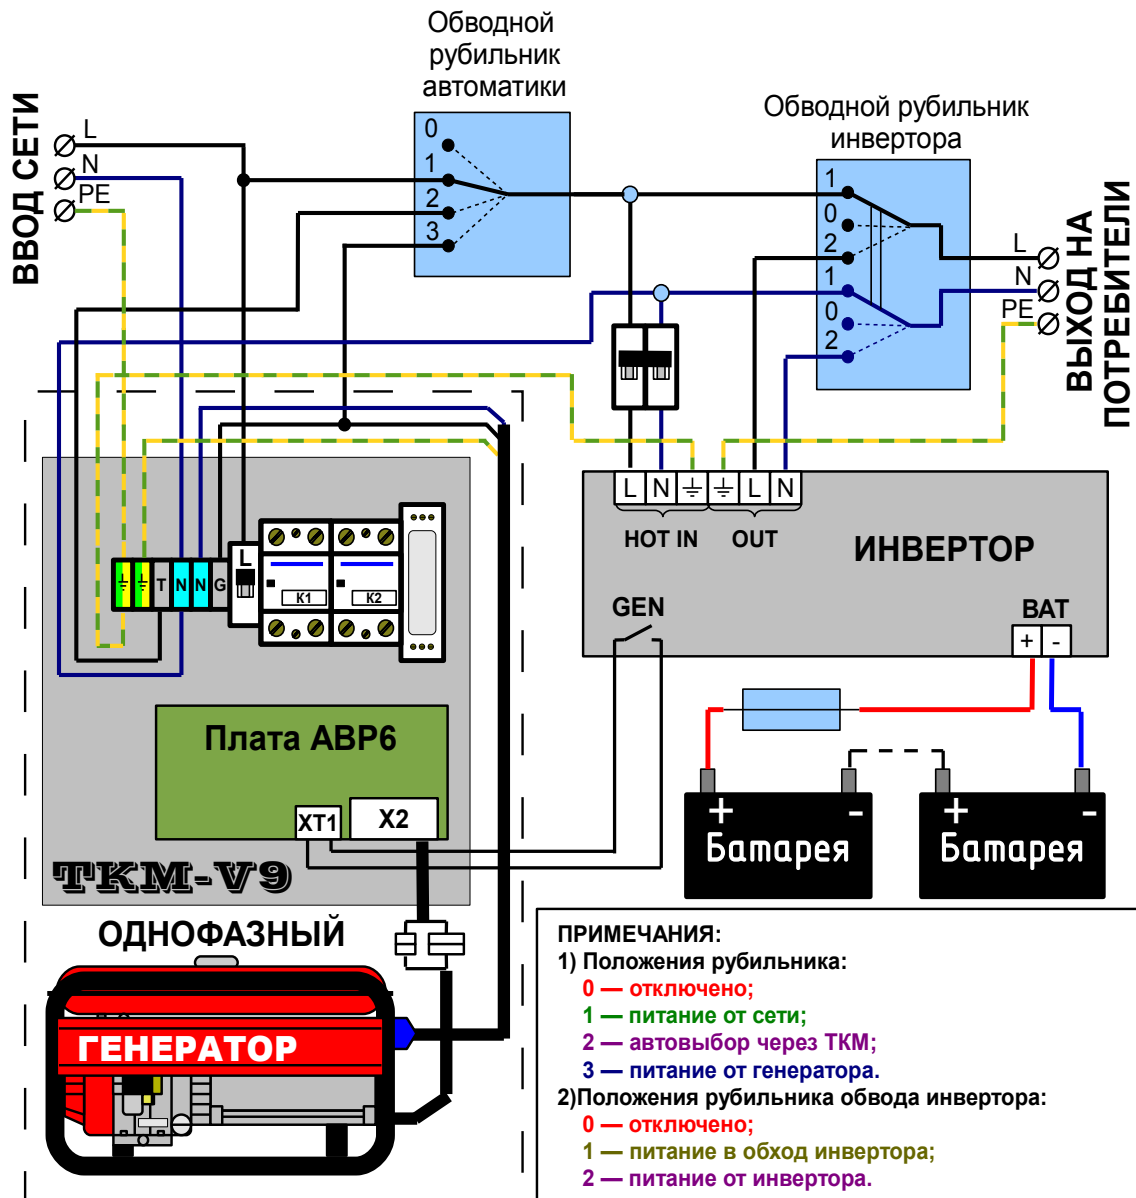 Обводной
рубильник
автоматики
Обводной рубильник
инвертора
ВВОД СЕТИ
L
N
PE
0
1
2
3
1
0
2
1
0
2
L
N
PE
ВЫХОД НА
ПОТРЕБИТЕЛИ
L N
L N
HOT IN OUT
ИНВЕРТОР
GEN
BAT
+ -
T N N G
L
K1 K2
Плата АВР6
XT1 X2
ТКМ-V9
+ -
Батарея
+ -
Батарея
ОДНОФАЗНЫЙ
ГЕНЕРАТОР
ПРИМЕЧАНИЯ:
1) Положения рубильника:
0 — отключено;
1 — питание от сети;
2 — автовыбор через ТКМ;
3 — питание от генератора.
2)Положения рубильника обвода инвертора:
0 — отключено;
1 — питание в обход инвертора;
2 — питание от инвертора.